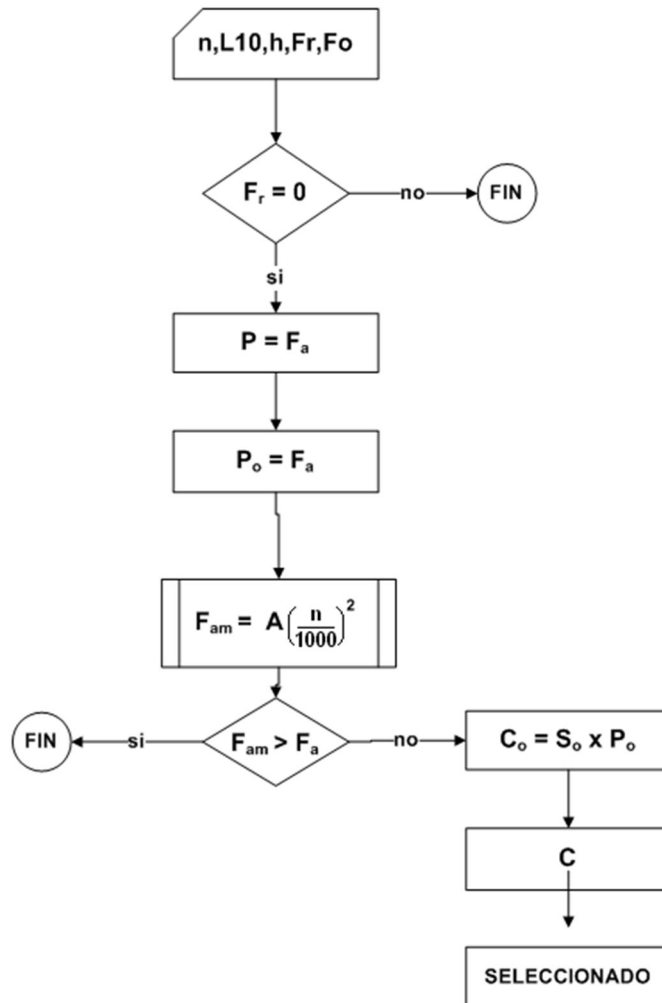 n,L10,h,Fr,Fo
Fr = 0
no
FIN
si
P = Fa
Po = Fa
Fam = A(n/1000)²
FIN
si
Fam > Fa
no
Co = So x Po
C
SELECCIONADO